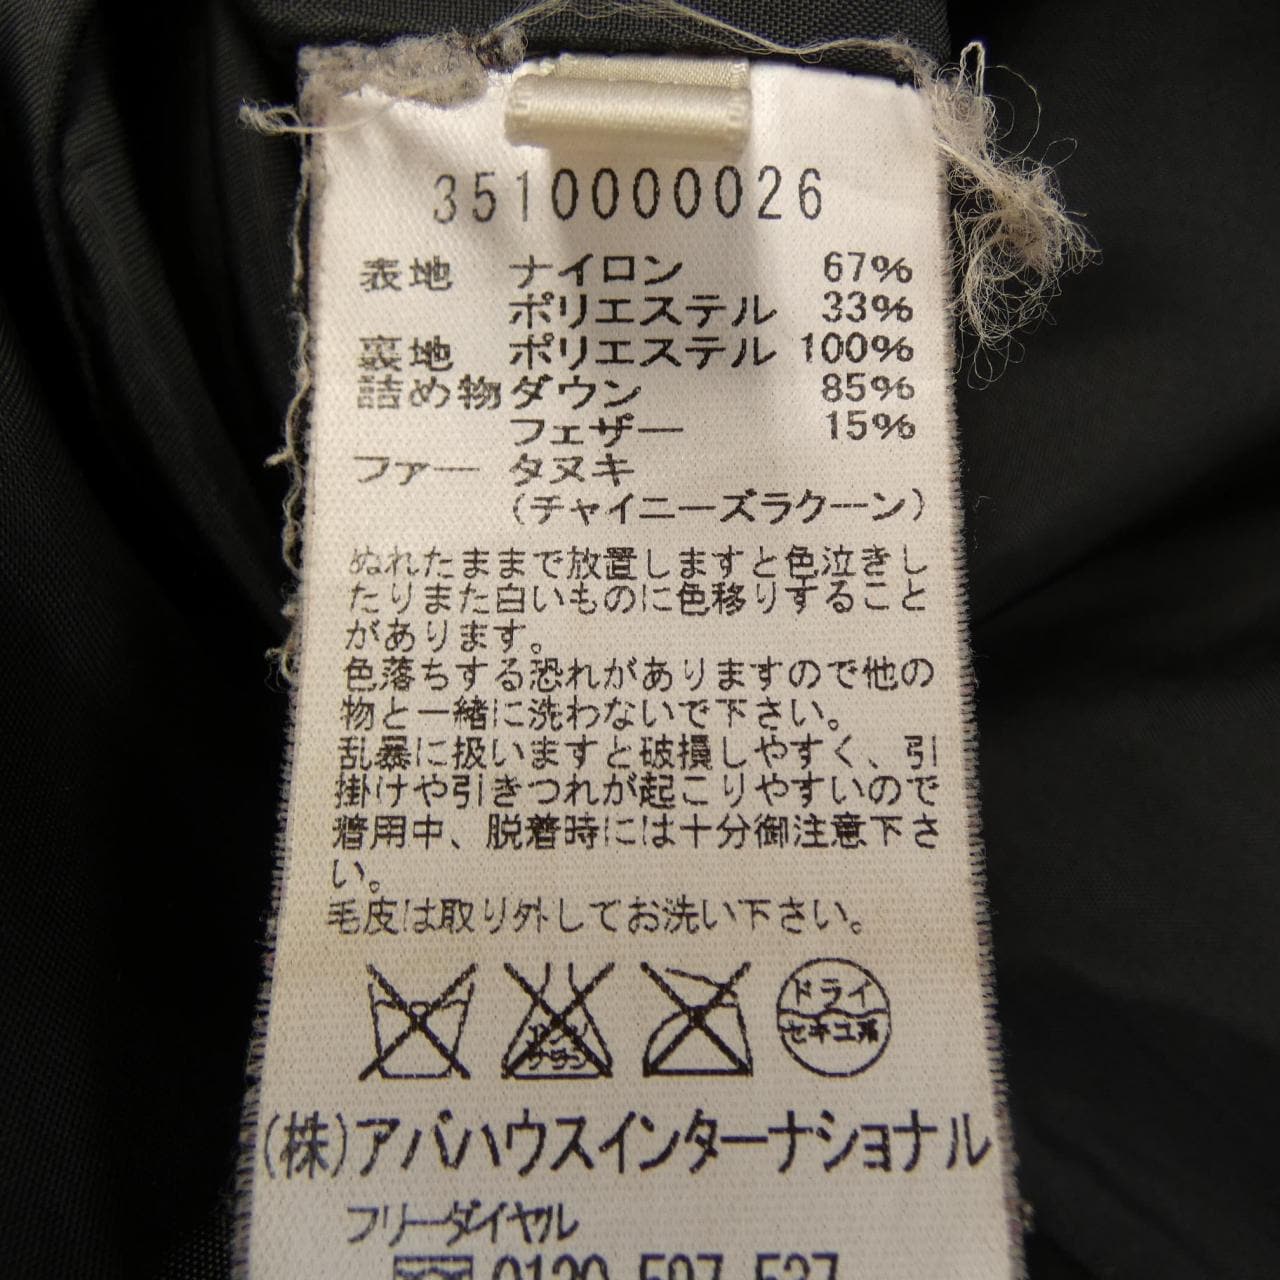 3510000026
表地 ナイロン 67%
ポリエステル 33%
裏地 ポリエステル 100%
詰め物 ダウン 85%
フェザー 15%
ファー タヌキ
(チャイニーズラクーン)
ぬれたままで放置しますと色泣きし
たりまた白いものに色移りすること
があります。
色落ちする恐れがありますので他の
物と一緒に洗わないで下さい。
乱暴に扱いますと破損しやすく、引
掛けや引きつれが起こりやすいので
着用中、脱着時には十分御注意下さ
い。
毛皮は取り外してお洗い下さい。
エンソ サラシ ドライ セキユ系
(株)アバハウスインターナショナル
フリーダイヤル
0120 597 537